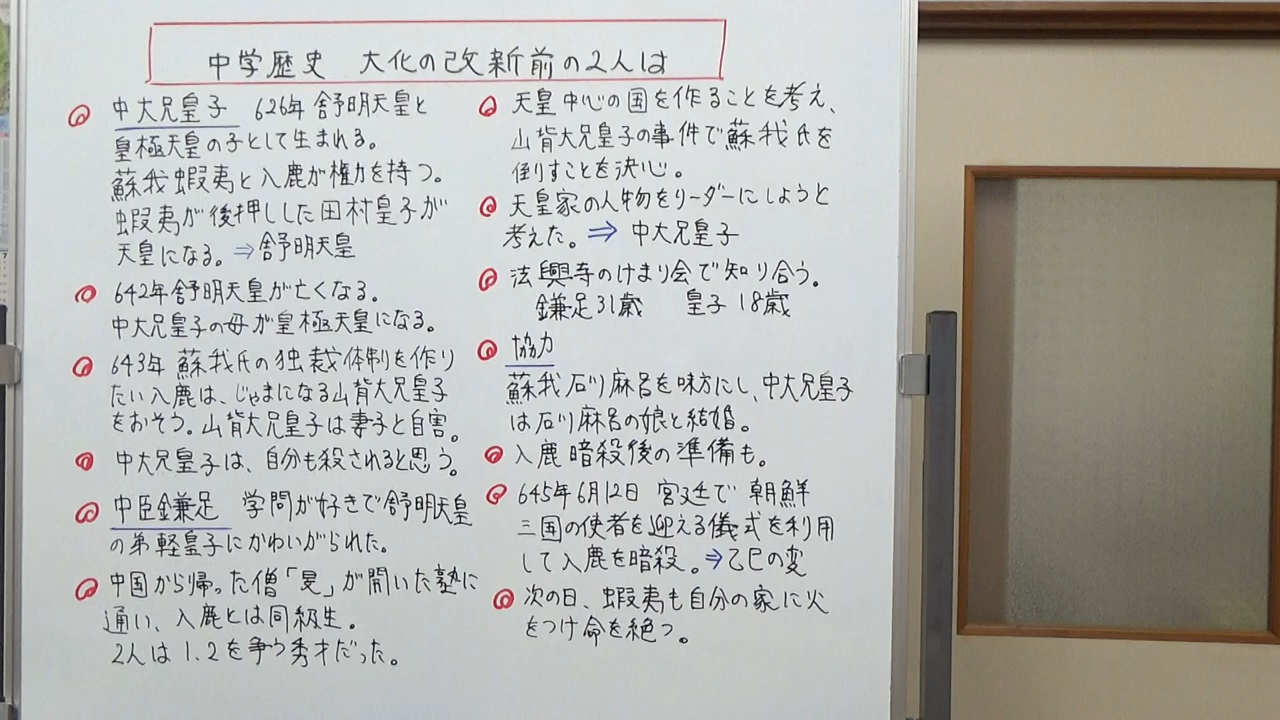 中学歴史 大化の改新前の2人は
中大兄皇子 626年 舒明天皇と
皇極天皇の子として生まれる。
蘇我蝦夷と入鹿が権力を持つ。
蝦夷が後押しした田村皇子が
天皇になる。⇒舒明天皇
642年舒明天皇が亡くなる。
中大兄皇子の母が皇極天皇になる。
643年 蘇我氏の独裁体制を作り
たい入鹿は、じゃまになる山背大兄皇子
をおそう。山背大兄皇子は妻子と自害。
中大兄皇子は、自分も殺されると思う。
中臣鎌足 学問が好きで舒明天皇
の弟軽皇子にかわいがられた。
中国から帰った僧「旻」が開いた塾に
通い、入鹿とは同級生。
2人は1.2を争う秀才だった。
天皇中心の国を作ることを考え、
山背大兄皇子の事件で蘇我氏を
倒すことを決心。
天皇家の人物をリーダーにしようと
考えた。⇒ 中大兄皇子
法興寺のけまり会で知り合う。
鎌足31歳 皇子18歳
協力
蘇我石川麻呂を味方にし、中大兄皇子
は石川麻呂の娘と結婚。
入鹿暗殺後の準備も。
645年6月12日 宮廷で 朝鮮
三国の使者を迎える儀式を利用
して入鹿を暗殺。⇒乙巳の変
次の日、蝦夷も自分の家に火
をつけ命を絶つ。